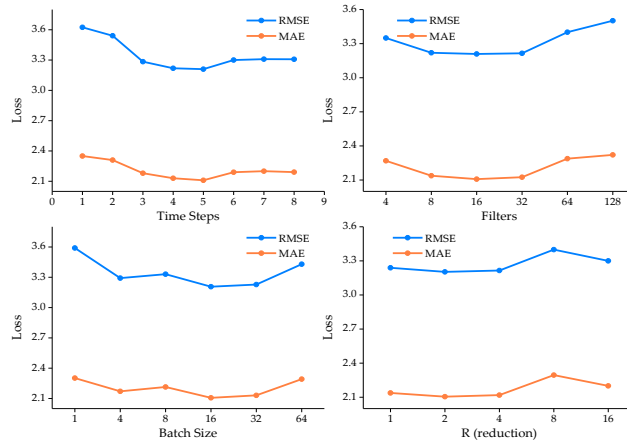 RMSE
MAE
3.6
3.3
3.0
2.7
2.4
2.1
Loss
0 1 2 3 4 5 6 7 8 9
Time Steps
RMSE
MAE
3.6
3.3
3.0
2.7
2.4
2.1
Loss
4 8 16 32 64 128
Filters
RMSE
MAE
3.6
3.3
3.0
2.7
2.4
2.1
Loss
1 4 8 16 32 64
Batch Size
RMSE
MAE
3.6
3.3
3.0
2.7
2.4
2.1
Loss
1 2 4 8 16
R (reduction)